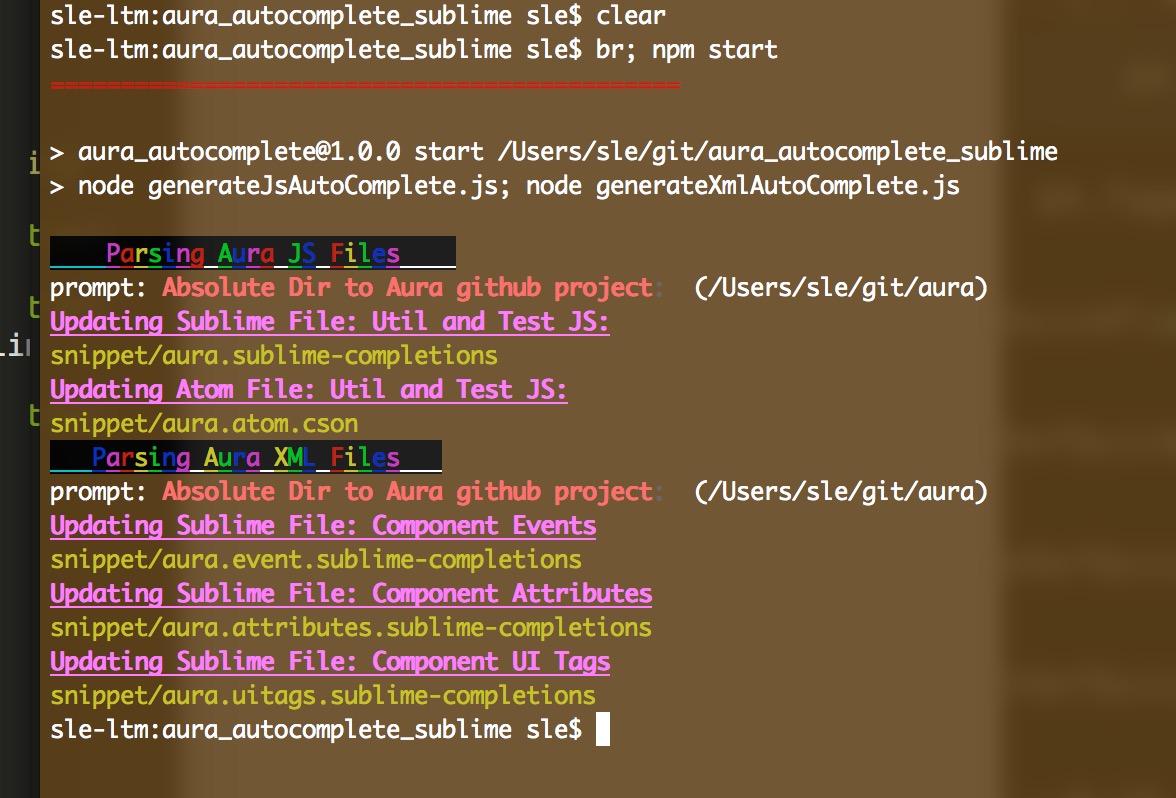 sle-ltm:aura_autocomplete_sublime sle$ clear
sle-ltm:aura_autocomplete_sublime sle$ br; npm start
=============================================
> aura_autocomplete@1.0.0 start /Users/sle/git/aura_autocomplete_sublime
> node generateJsAutoComplete.js; node generateXmlAutoComplete.js
Parsing Aura JS Files
prompt: Absolute Dir to Aura github project:  (/Users/sle/git/aura)
Updating Sublime File: Util and Test JS:
snippet/aura.sublime-completions
Updating Atom File: Util and Test JS:
snippet/aura.atom.cson
Parsing Aura XML Files
prompt: Absolute Dir to Aura github project:  (/Users/sle/git/aura)
Updating Sublime File: Component Events
snippet/aura.event.sublime-completions
Updating Sublime File: Component Attributes
snippet/aura.attributes.sublime-completions
Updating Sublime File: Component UI Tags
snippet/aura.uitags.sublime-completions
sle-ltm:aura_autocomplete_sublime sle$